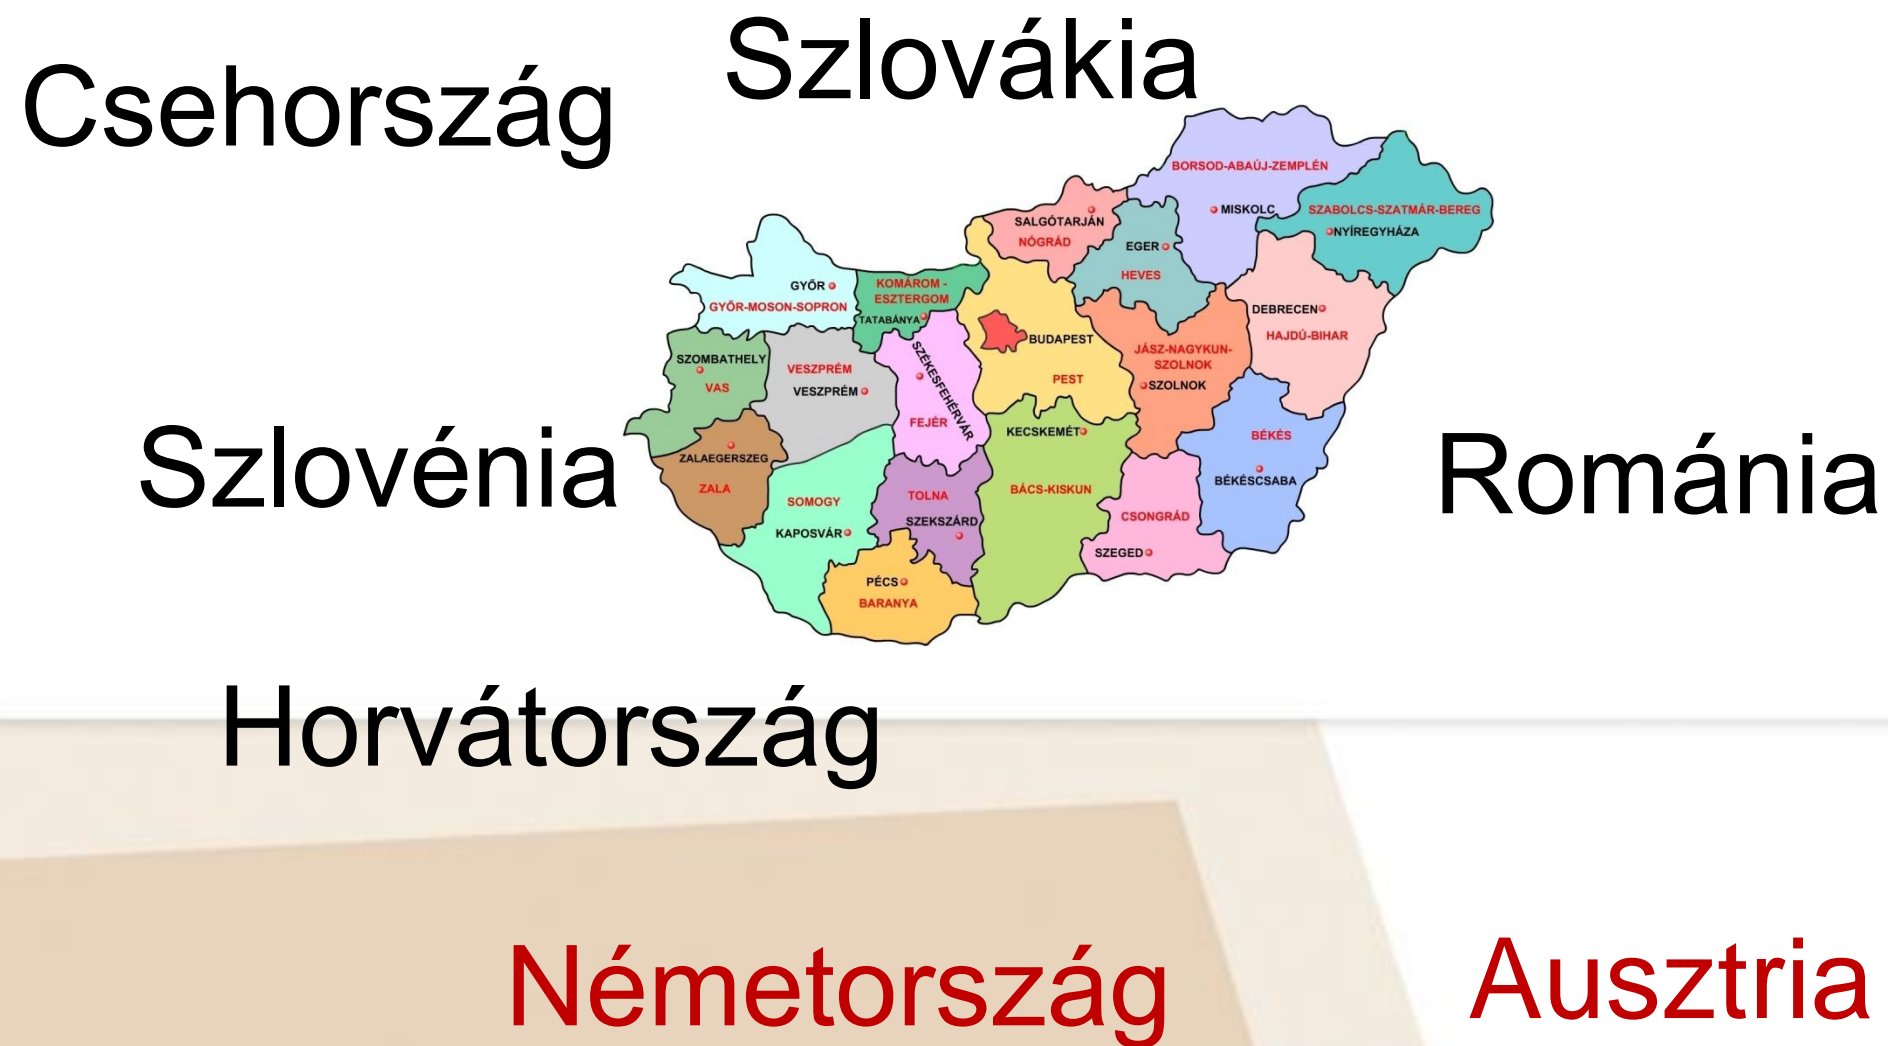 Szlovákia
Csehország
BORSOD-ABAÚJ-ZEMPLÉN
MISKOLC
SZABOLCS-SZATMÁR-BEREG
NYÍREGYHÁZA
SALGÓTARJÁN
NÓGRÁD
EGER
HEVES
GYŐR
GYŐR-MOSON-SOPRON
KOMÁROM -
ESZTERGOM
TATABÁNYA
BUDAPEST
PEST
DEBRECEN
HAJDÚ-BIHAR
JÁSZ-NAGYKUN-
SZOLNOK
SZOLNOK
SZOMBATHELY
VAS
VESZPRÉM
VESZPRÉM
SZÉKESFEHÉRVÁR
FEJÉR
KECSKEMÉT
BÁCS-KISKUN
BÉKÉS
BÉKÉSCSABA
Szlovénia
Románia
ZALAEGERSZEG
ZALA
SOMOGY
KAPOSVÁR
TOLNA
SZEKSZÁRD
CSONGRÁD
SZEGED
PÉCS
BARANYA
Horvátország
Németország
Ausztria